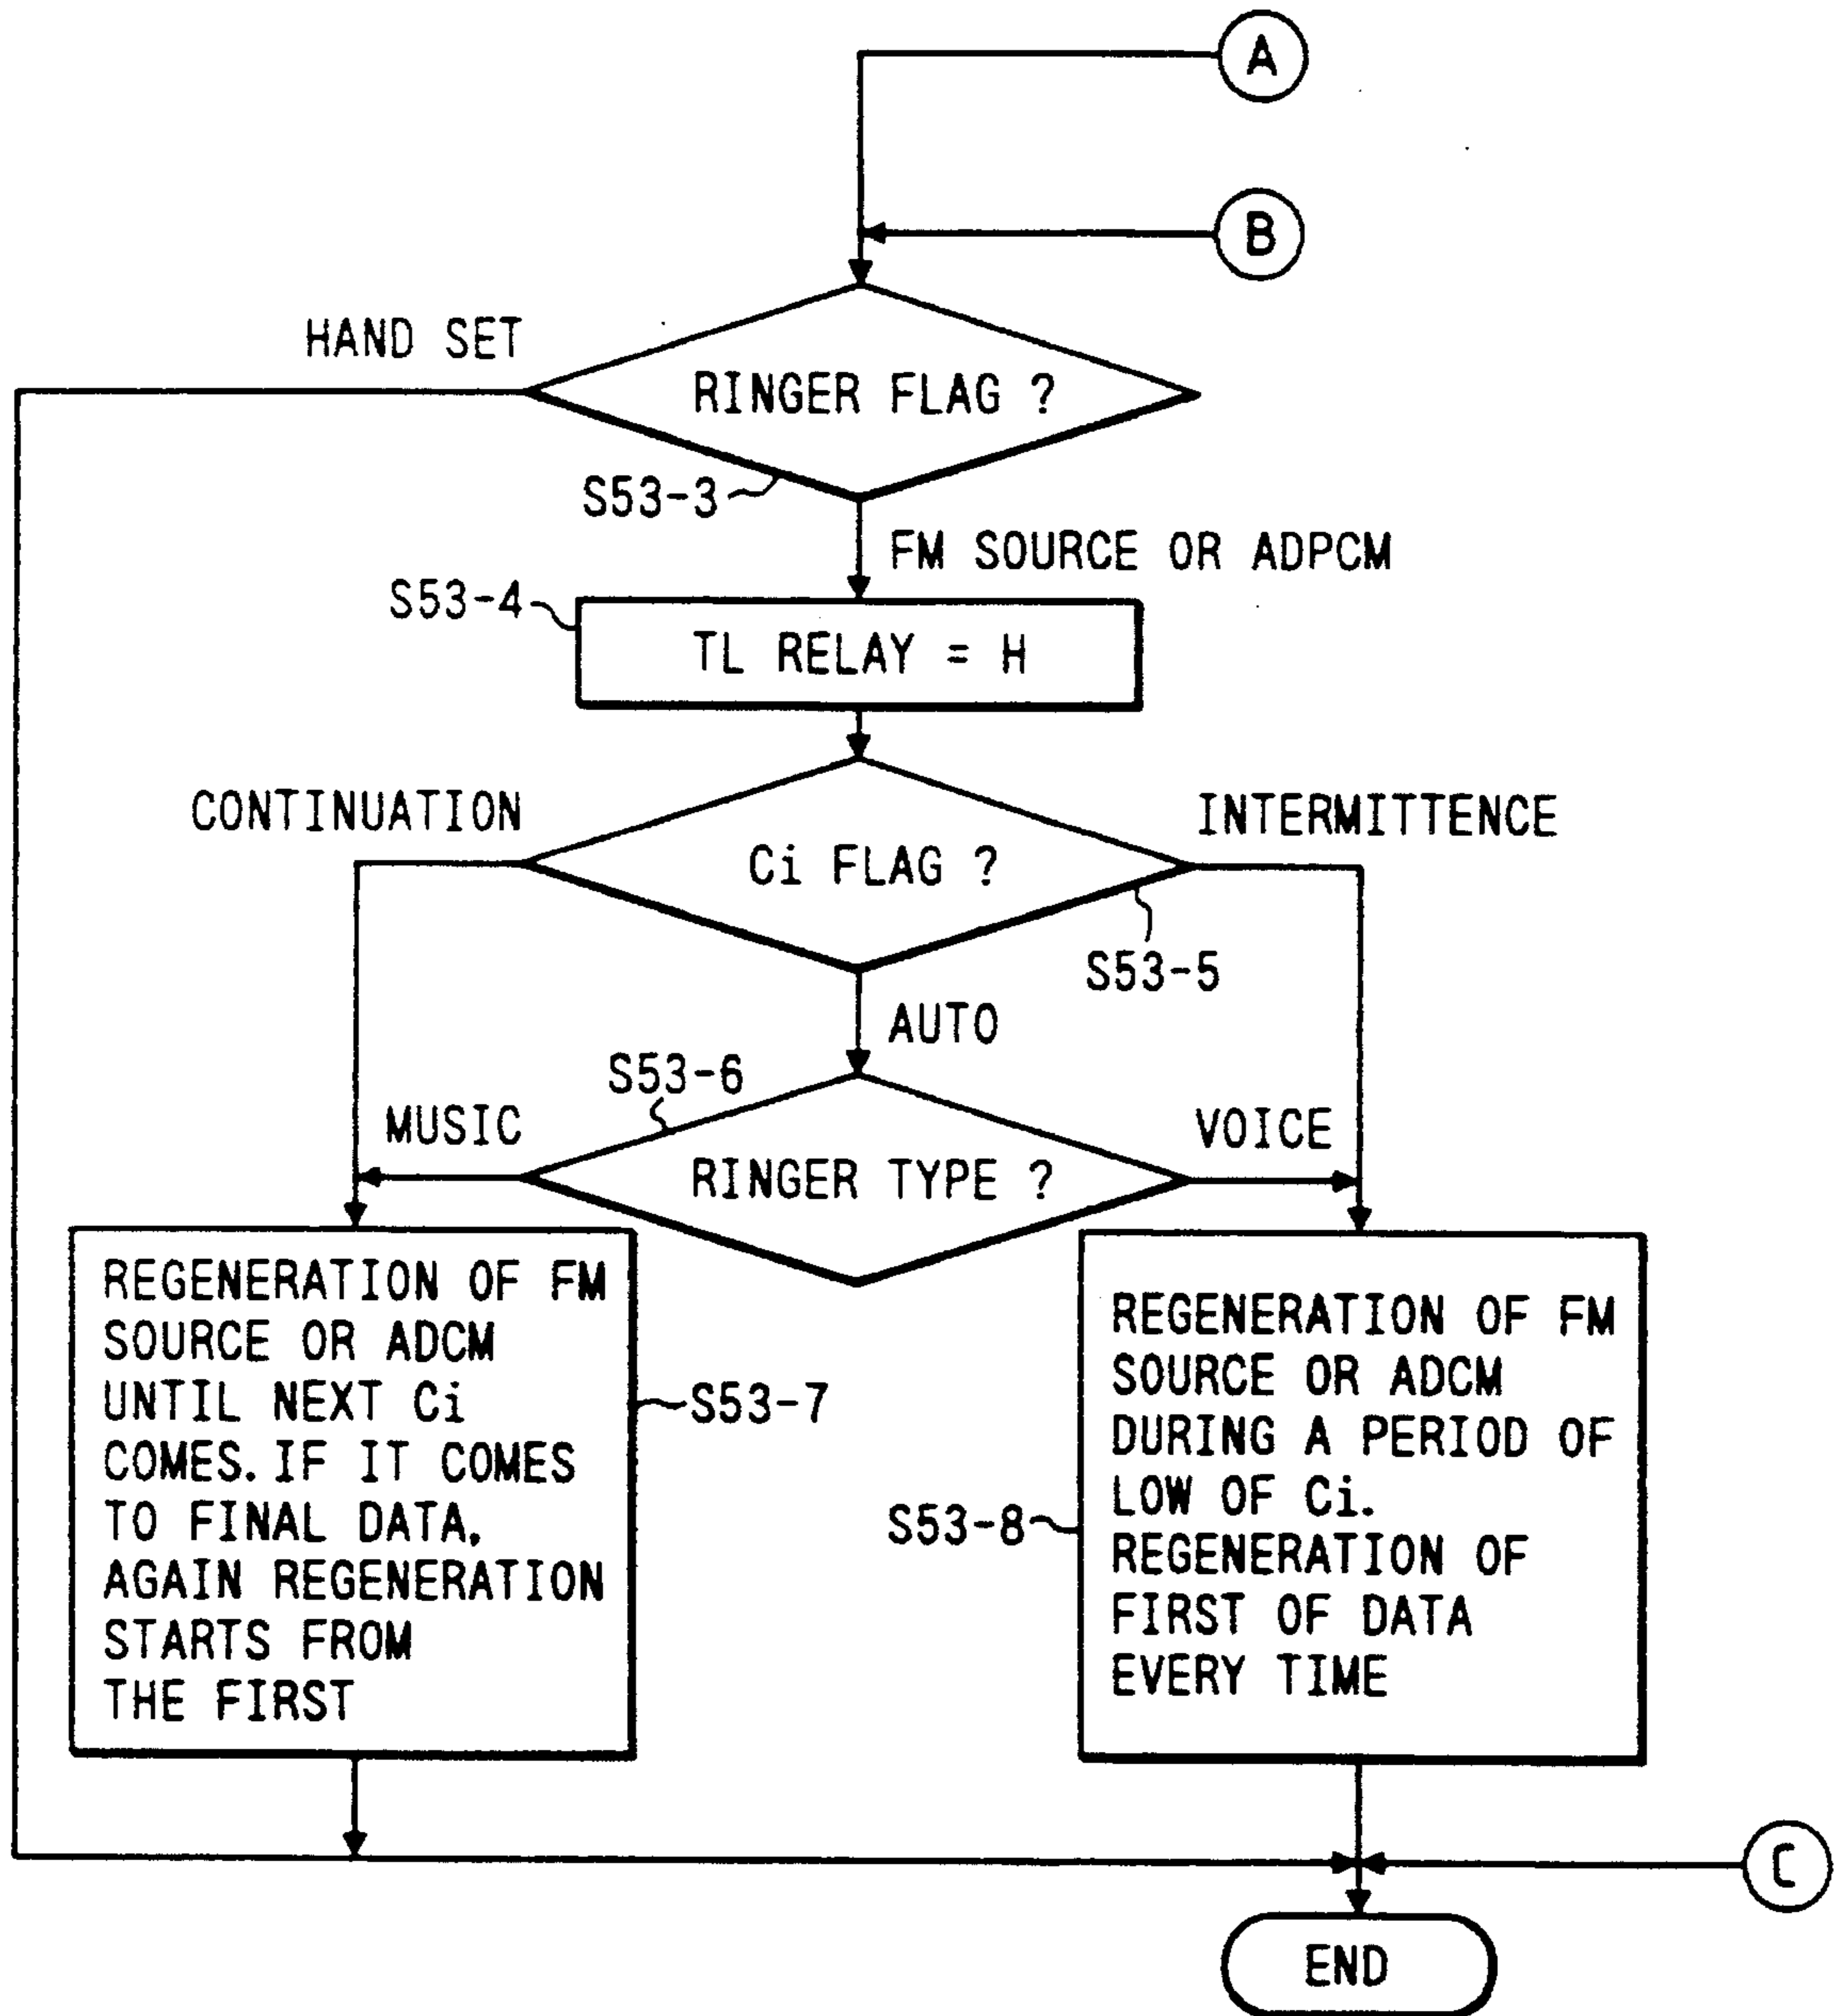 A
B
HAND SET
RINGER FLAG ?
S53-3
FM SOURCE OR ADPCM
S53-4
TL RELAY = H
CONTINUATION
INTERMITTENCE
Ci FLAG ?
S53-5
AUTO
S53-6
MUSIC
VOICE
RINGER TYPE ?
REGENERATION OF FM
SOURCE OR ADCM
UNTIL NEXT Ci
COMES. IF IT COMES
TO FINAL DATA,
AGAIN REGENERATION
STARTS FROM
THE FIRST
S53-7
REGENERATION OF FM
SOURCE OR ADCM
DURING A PERIOD OF
LOW OF Ci.
REGENERATION OF
FIRST OF DATA
EVERY TIME
S53-8
C
END